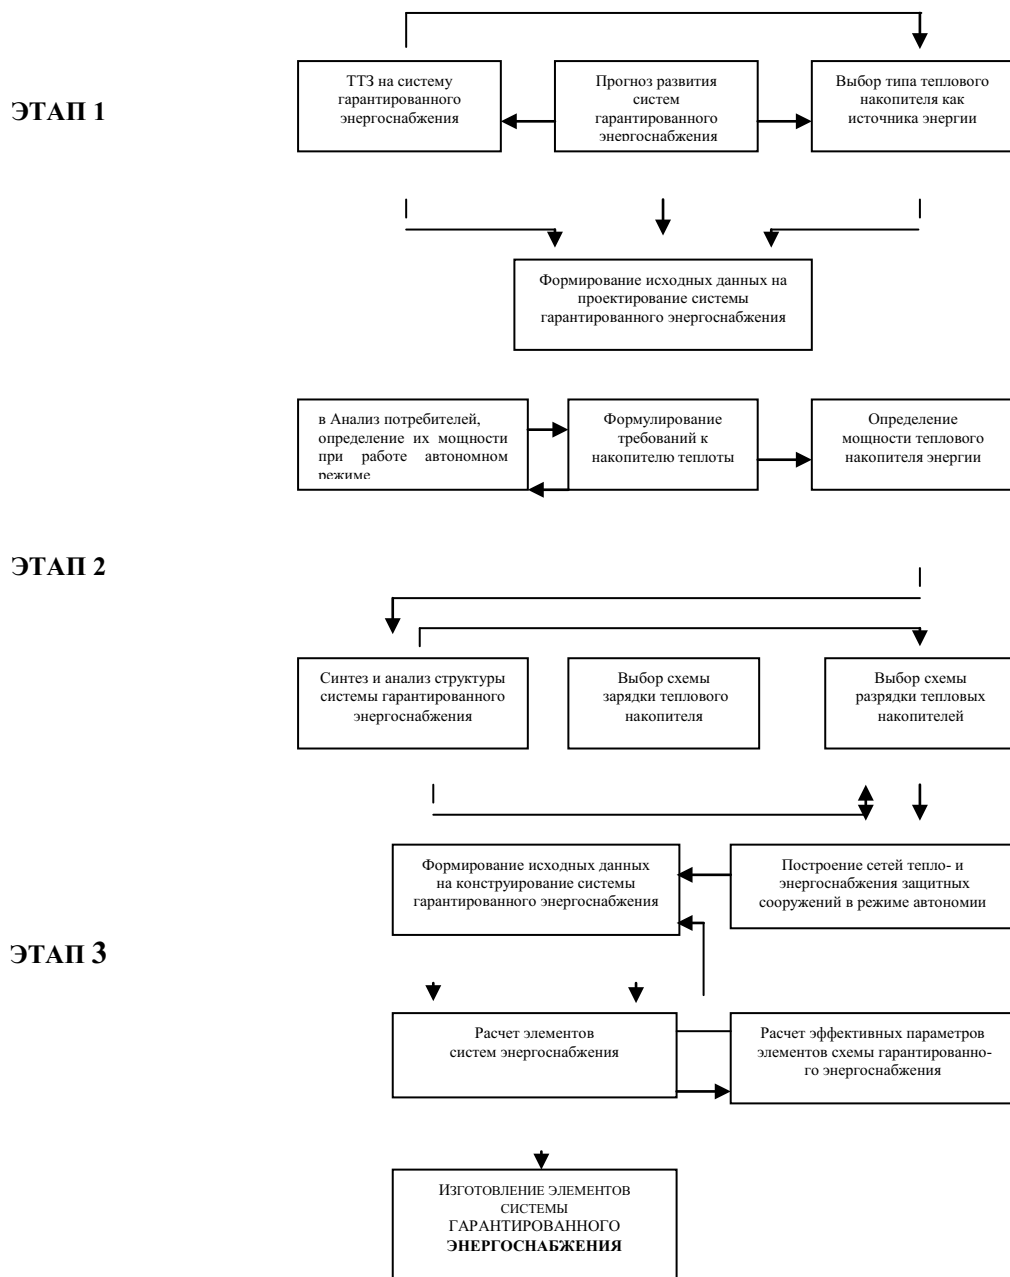 ЭТАП 1
ТТЗ на систему
гарантированного
энергоснабжения
Прогноз развития
систем
гарантированного
энергоснабжения
Выбор типа теплового
накопителя как
источника энергии
Формирование исходных данных на
проектирование системы
гарантированного энергоснабжения
в Анализ потребителей,
определение их мощности
при работе автономном
режиме
Формулирование
требований к
накопителю теплоты
Определение
мощности теплового
накопителя энергии
ЭТАП 2
Синтез и анализ структуры
системы гарантированного
энергоснабжения
Выбор схемы
зарядки теплового
накопителя
Выбор схемы
разрядки тепловых
накопителей
Формирование исходных данных
на конструирование системы
гарантированного энергоснабжения
Построение сетей тепло- и
энергоснабжения защитных
сооружений в режиме автономии
ЭТАП 3
Расчет элементов
систем энергоснабжения
Расчет эффективных параметров
элементов схемы гарантированно-
го энергоснабжения
ИЗГОТОВЛЕНИЕ ЭЛЕМЕНТОВ
СИСТЕМЫ
ГАРАНТИРОВАННОГО
ЭНЕРГОСНАБЖЕНИЯ